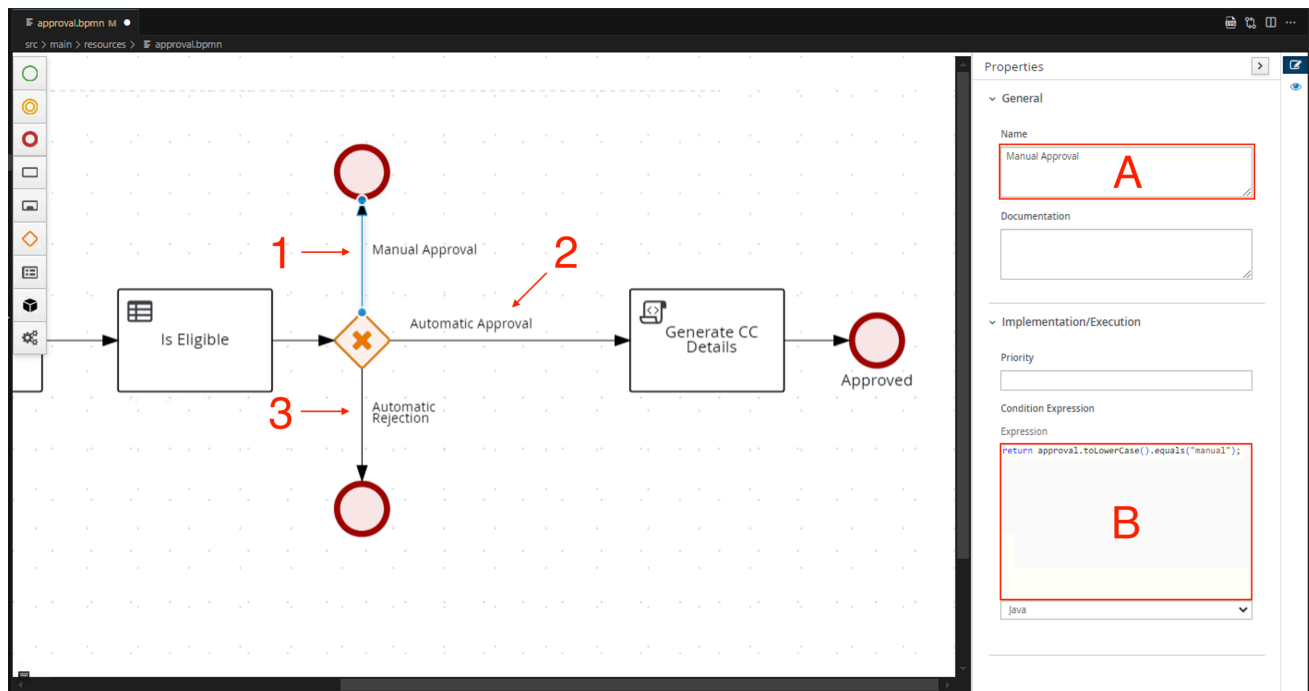 approval.bpmn M
src > main > resources > approval.bpmn
1
Manual Approval
2
Is Eligible
Automatic Approval
Generate CC
Details
Approved
3
Automatic
Rejection
Properties
General
Name
Manual Approval
A
Documentation
Implementation/Execution
Priority
Condition Expression
Expression
return approval.toLowerCase().equals("manual");
B
Java